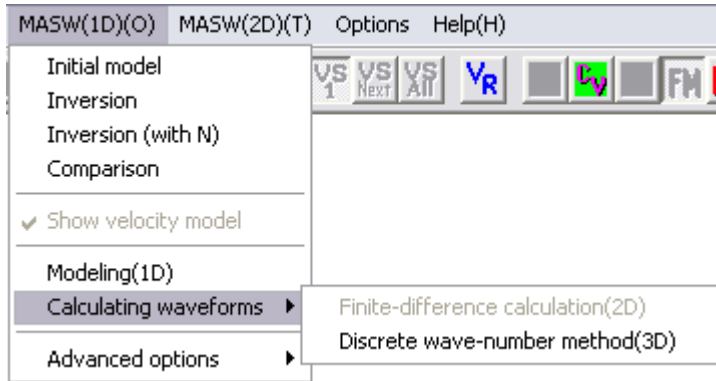 MASW(1D)(O) MASW(2D)(T) Options Help(H)
VS 1 VS Next VS All VR CV FM
Initial model
Inversion
Inversion (with N)
Comparison
Show velocity model
Modeling(1D)
Calculating waveforms
Finite-difference calculation(2D)
Discrete wave-number method(3D)
Advanced options